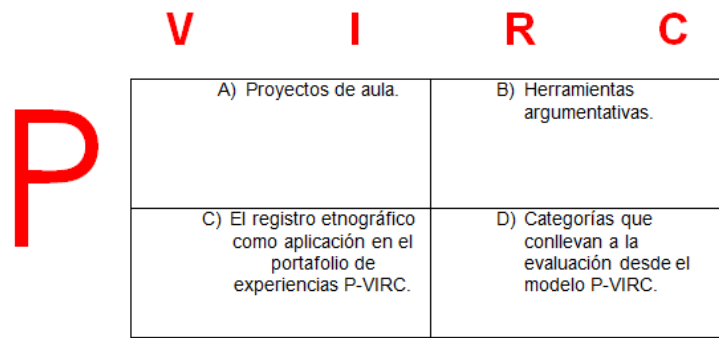 V I R C
P
A) Proyectos de aula.
B) Herramientas
argumentativas.
C) El registro etnográfico
como aplicación en el
portafolio de
experiencias P-VIRC.
D) Categorías que
conllevan a la
evaluación desde el
modelo P-VIRC.